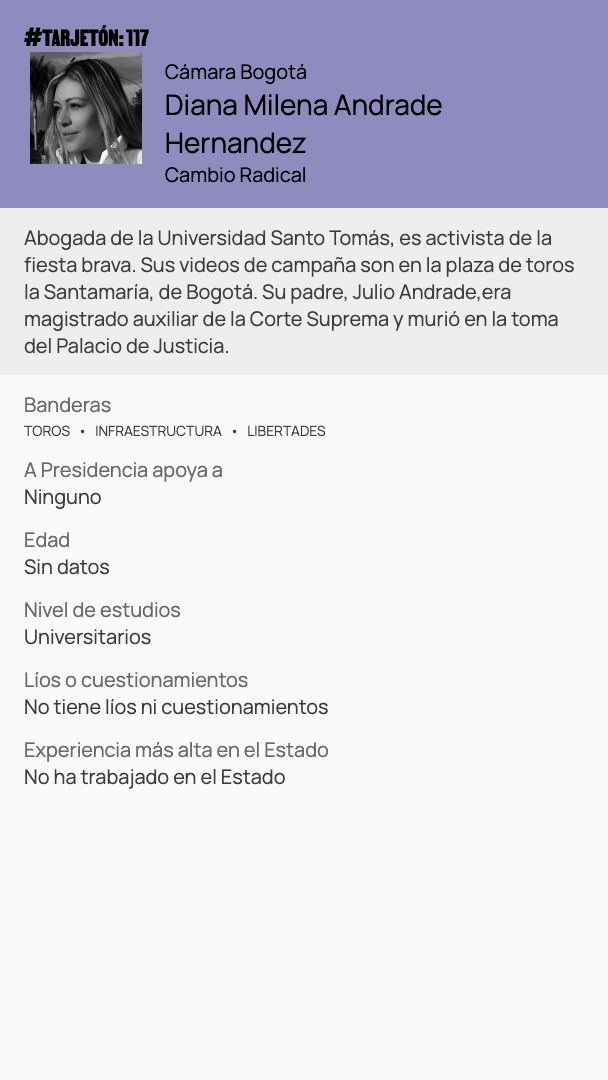 #TARJETÓN: 117
Cámara Bogotá
Diana Milena Andrade
Hernandez
Cambio Radical
Abogada de la Universidad Santo Tomás, es activista de la
fiesta brava. Sus videos de campaña son en la plaza de toros
la Santamaría, de Bogotá. Su padre, Julio Andrade,era
magistrado auxiliar de la Corte Suprema y murió en la toma
del Palacio de Justicia.
Banderas
TOROS • INFRAESTRUCTURA • LIBERTADES
A Presidencia apoya a
Ninguno
Edad
Sin datos
Nivel de estudios
Universitarios
Líos o cuestionamientos
No tiene líos ni cuestionamientos
Experiencia más alta en el Estado
No ha trabajado en el Estado